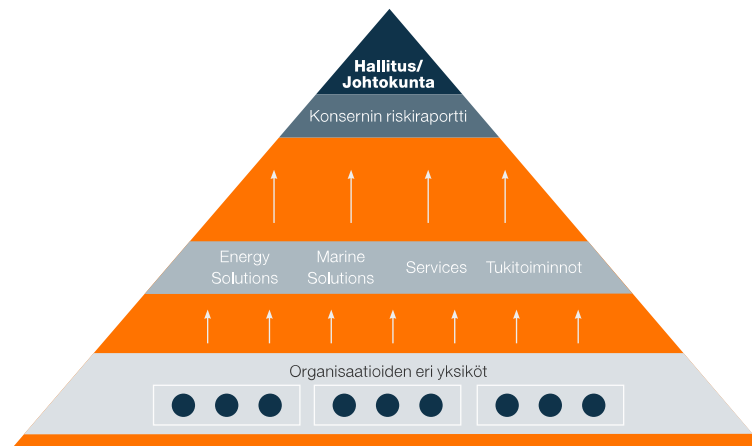 Hallitus/
Johtokunta
Konsernin riskiraportti
Energy Solutions
Marine Solutions
Services
Tukitoiminnot
Organisaatioiden eri yksiköt